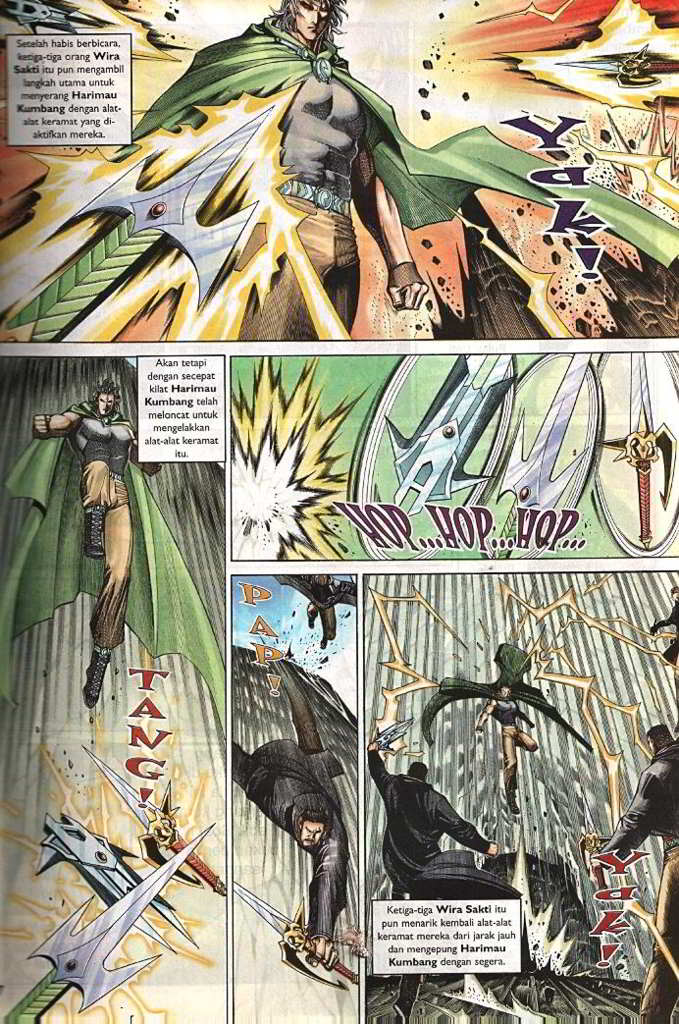 Setelah habis berbicara,
ketiga-tiga orang Wira
Sakti itu pun mengambil
langkah utama untuk
menyerang Harimau
Kumbang dengan alat-
alat keramat yang di-
aktifkan mereka.
Yak!
Akan tetapi
dengan secepat
kilat Harimau
Kumbang telah
meloncat untuk
mengelakkan
alat-alat keramat
itu.
HOP...HOP...HOP...
TANG!
PAP!
Yak!
Ketiga-tiga Wira Sakti itu
pun menarik kembali alat-alat
keramat mereka dari jarak jauh
dan mengepung Harimau
Kumbang dengan segera.